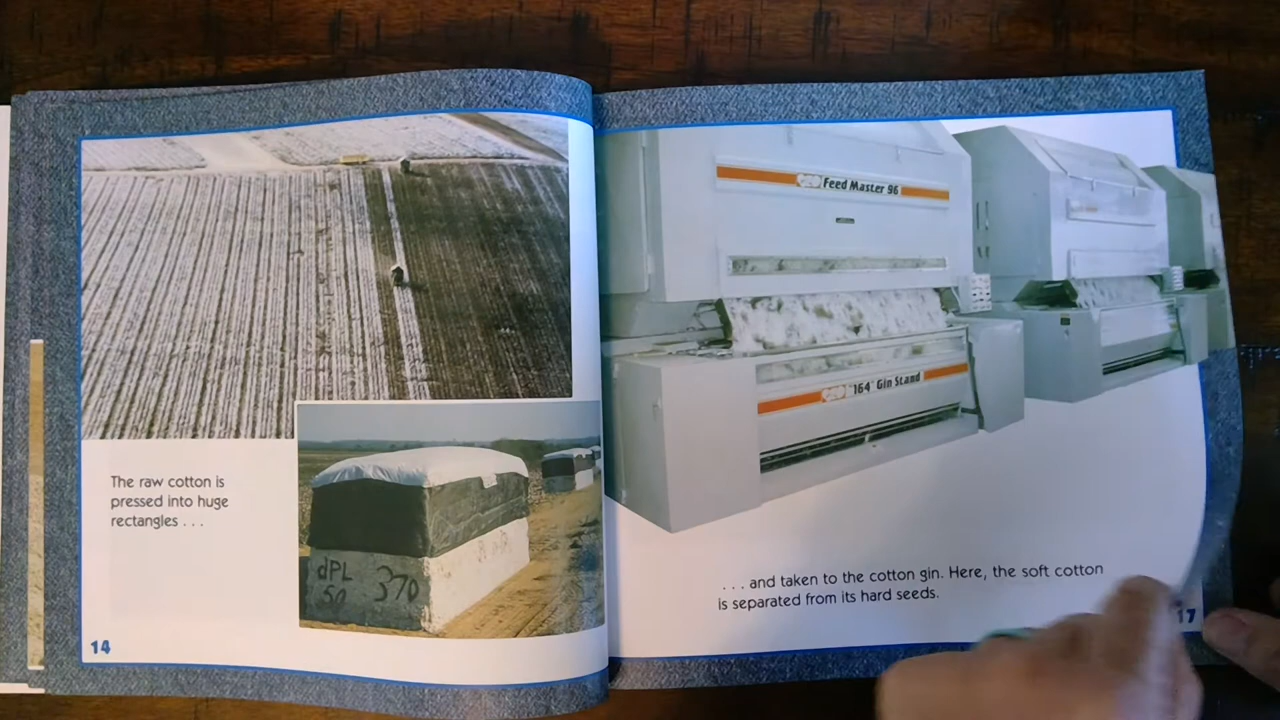 The raw cotton is
pressed into huge
rectangles . . .
dPL
50
370
14
Feed Master 96
"164" Gin Stand
. . . and taken to the cotton gin. Here, the soft cotton
is separated from its hard seeds.
17